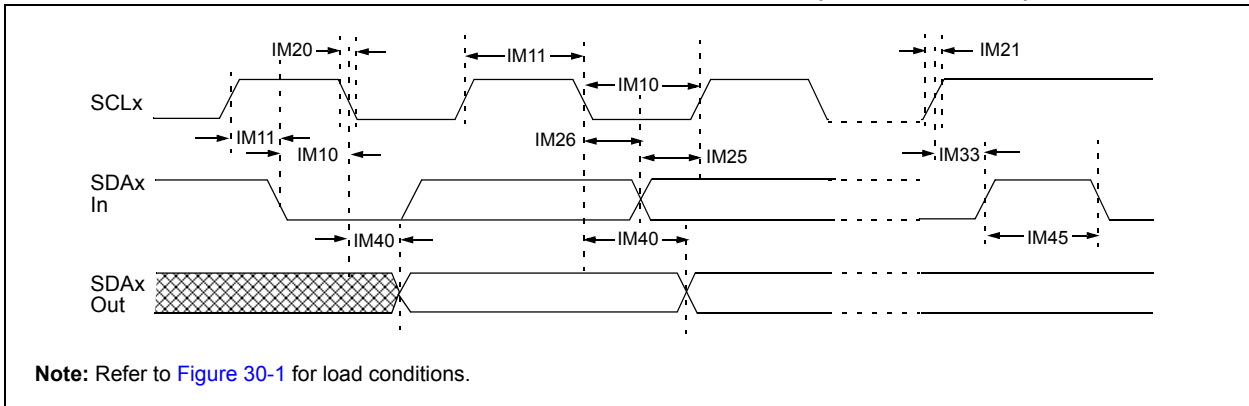 IM20
IM11
IM21
IM10
SCLx
IM11
IM26
IM10
IM25
IM33
SDAx
In
IM40
IM40
IM45
SDAx
Out
Note: Refer to Figure 30-1 for load conditions.